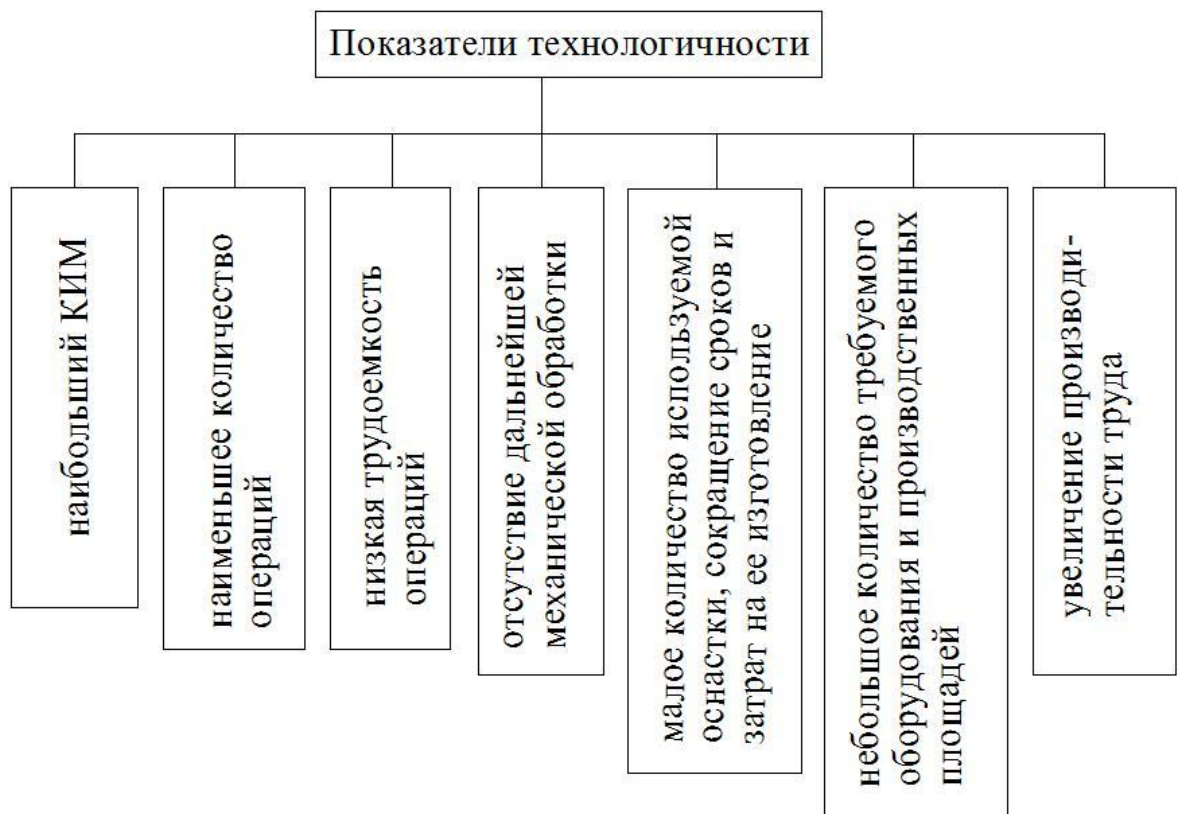 Показатели технологичности
наибольший КИМ
наименьшее количество
операций
низкая трудоемкость
операций
отсутствие дальнейшей
механической обработки
малое количество используемой
оснастки, сокращение сроков и
затрат на ее изготовление
небольшое количество требуемого
оборудования и производственных
площадей
увеличение производи-
тельности труда